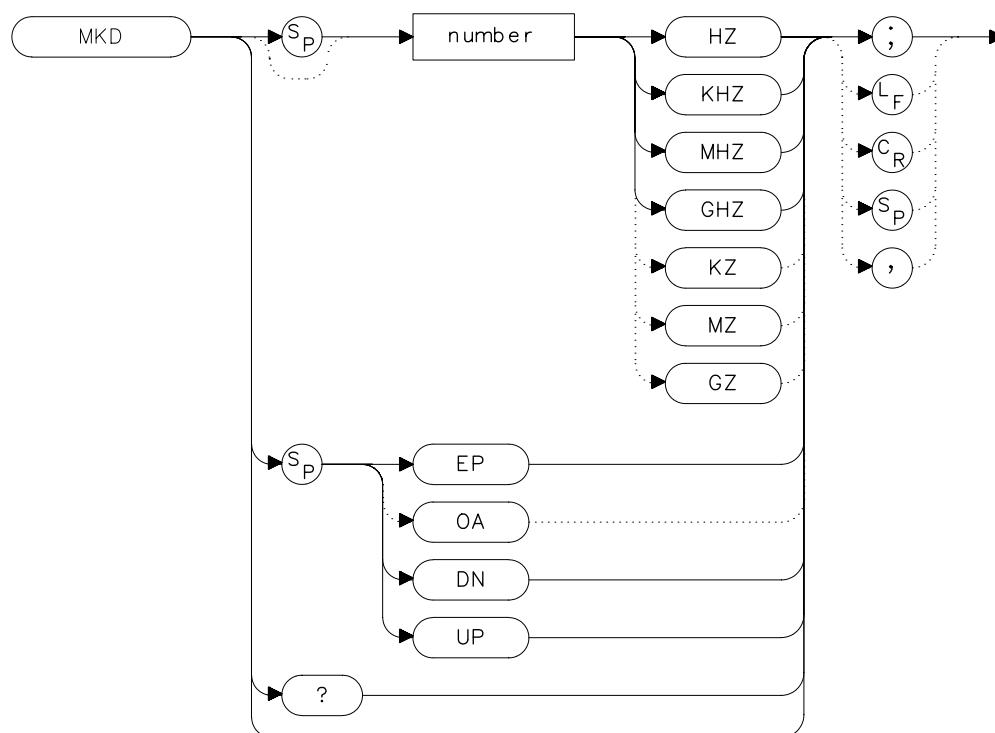 MKD
SP
number
HZ
;
KHZ
LF
MHZ
CR
GHZ
SP
KZ
,
MZ
GZ
SP
EP
OA
DN
UP
?